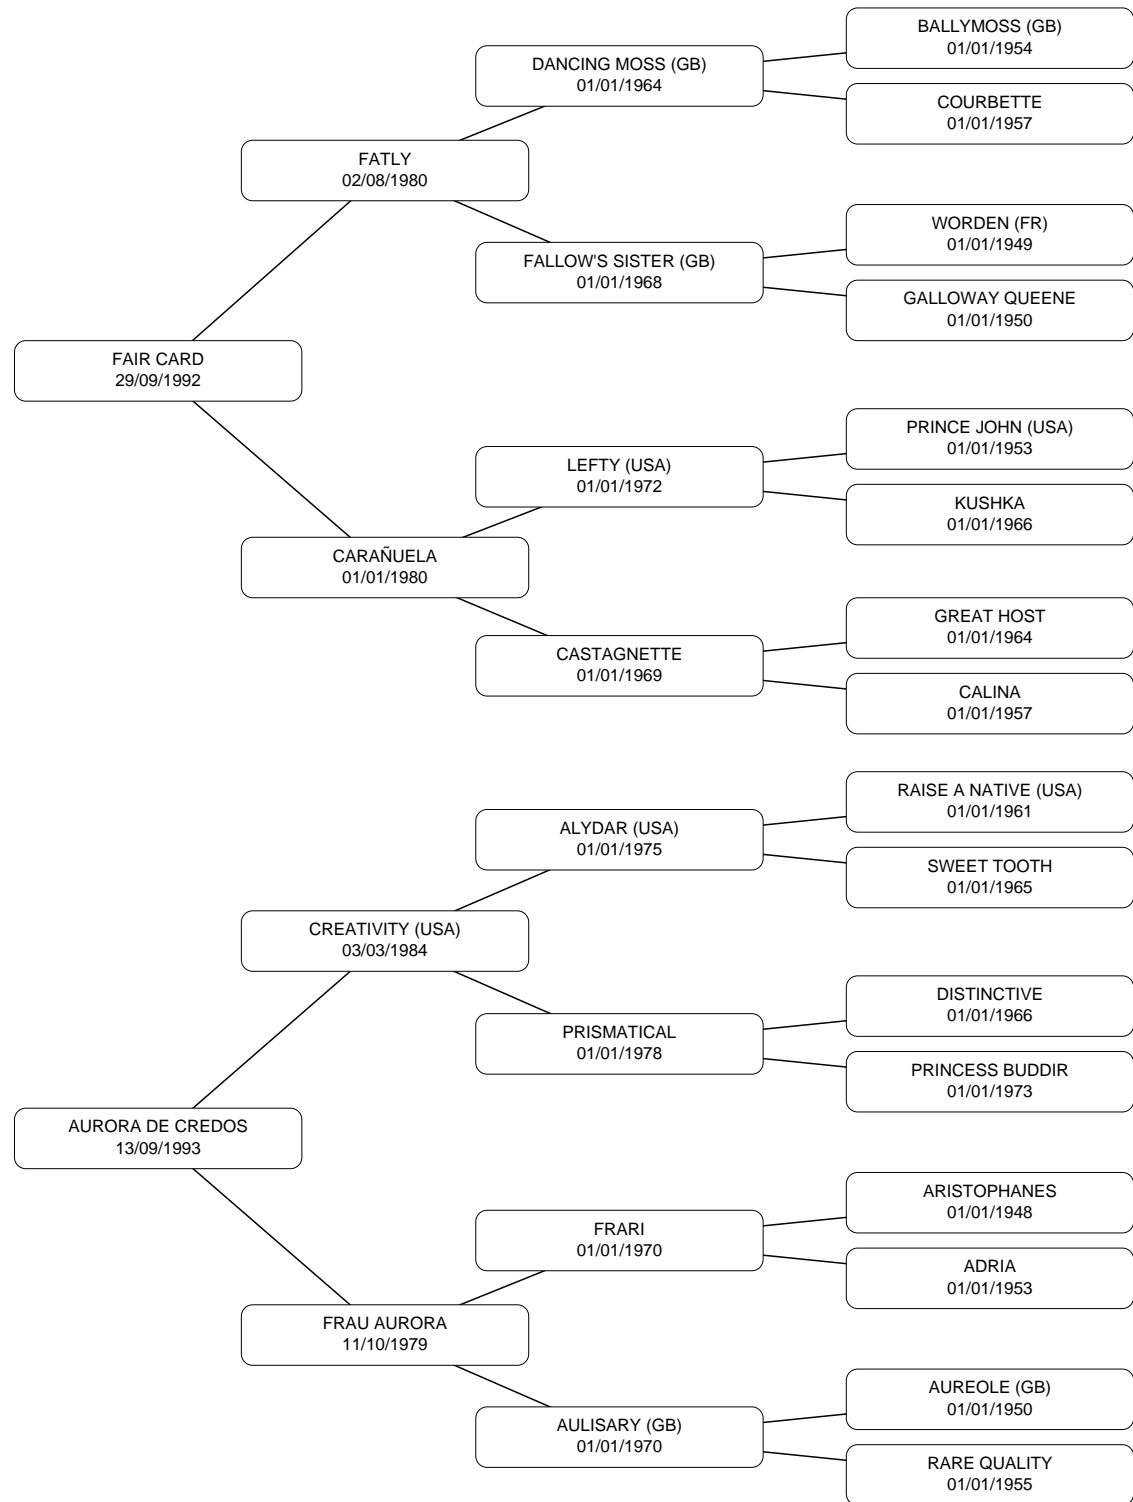 BALLYMOSS (GB)
01/01/1954
DANCING MOSS (GB)
01/01/1964
COURBETTE
01/01/1957
FATLY
02/08/1980
WORDEN (FR)
01/01/1949
FALLOW'S SISTER (GB)
01/01/1968
GALLOWAY QUEENE
01/01/1950
FAIR CARD
29/09/1992
PRINCE JOHN (USA)
01/01/1953
LEFTY (USA)
01/01/1972
KUSHKA
01/01/1966
CARAÑUELA
01/01/1980
GREAT HOST
01/01/1964
CASTAGNETTE
01/01/1969
CALINA
01/01/1957
RAISE A NATIVE (USA)
01/01/1961
ALYDAR (USA)
01/01/1975
SWEET TOOTH
01/01/1965
CREATIVITY (USA)
03/03/1984
DISTINCTIVE
01/01/1966
PRISMATICAL
01/01/1978
PRINCESS BUDDIR
01/01/1973
AURORA DE CREDOS
13/09/1993
ARISTOPHANES
01/01/1948
FRARI
01/01/1970
ADRIA
01/01/1953
FRAU AURORA
11/10/1979
AUREOLE (GB)
01/01/1950
AULISARY (GB)
01/01/1970
RARE QUALITY
01/01/1955